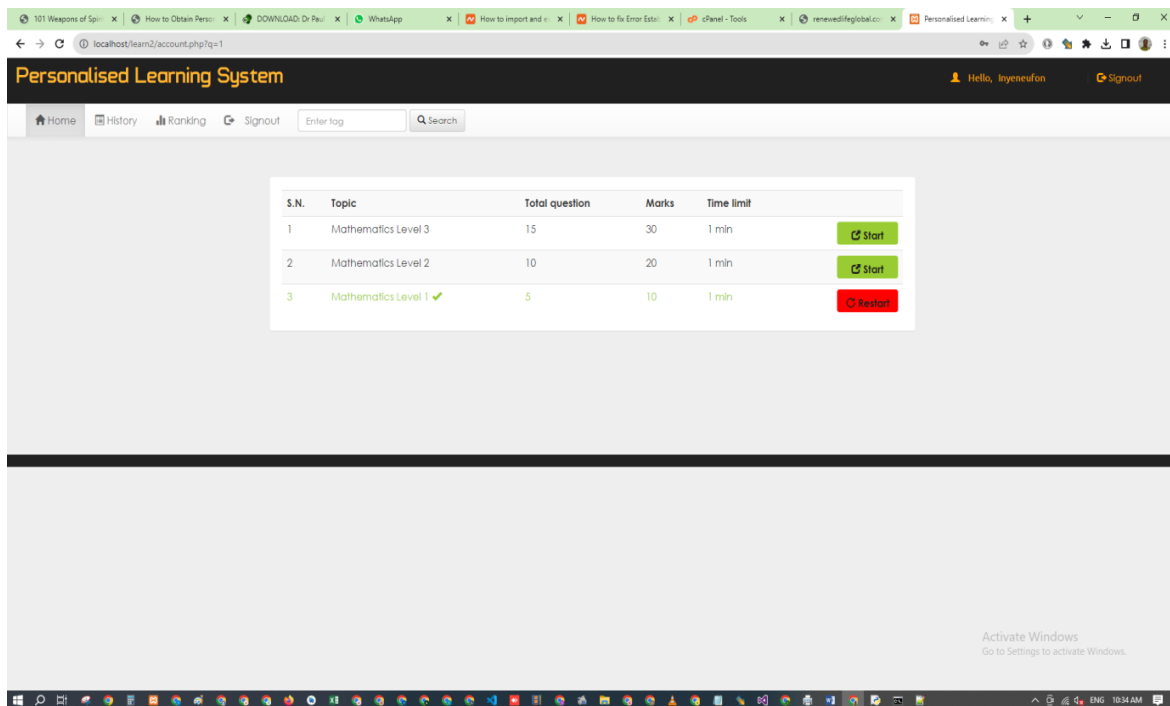 101 Weapons of Spiri
How to Obtain Person
DOWNLOAD: Dr Paul
WhatsApp
How to import and e
How to fix Error Estab
cPanel - Tools
renewedlifeglobal.co
Personalised Learning
localhost/learn2/account.php?q=1
Personalised Learning System
Hello, Inyeneufon
Signout
Home History Ranking Signout Enter tag Search
S.N. Topic Total question Marks Time limit
1 Mathematics Level 3 15 30 1 min Start
2 Mathematics Level 2 10 20 1 min Start
3 Mathematics Level 1 ✔ 5 10 1 min Restart
Activate Windows
Go to Settings to activate Windows.
ENG 10:34 AM